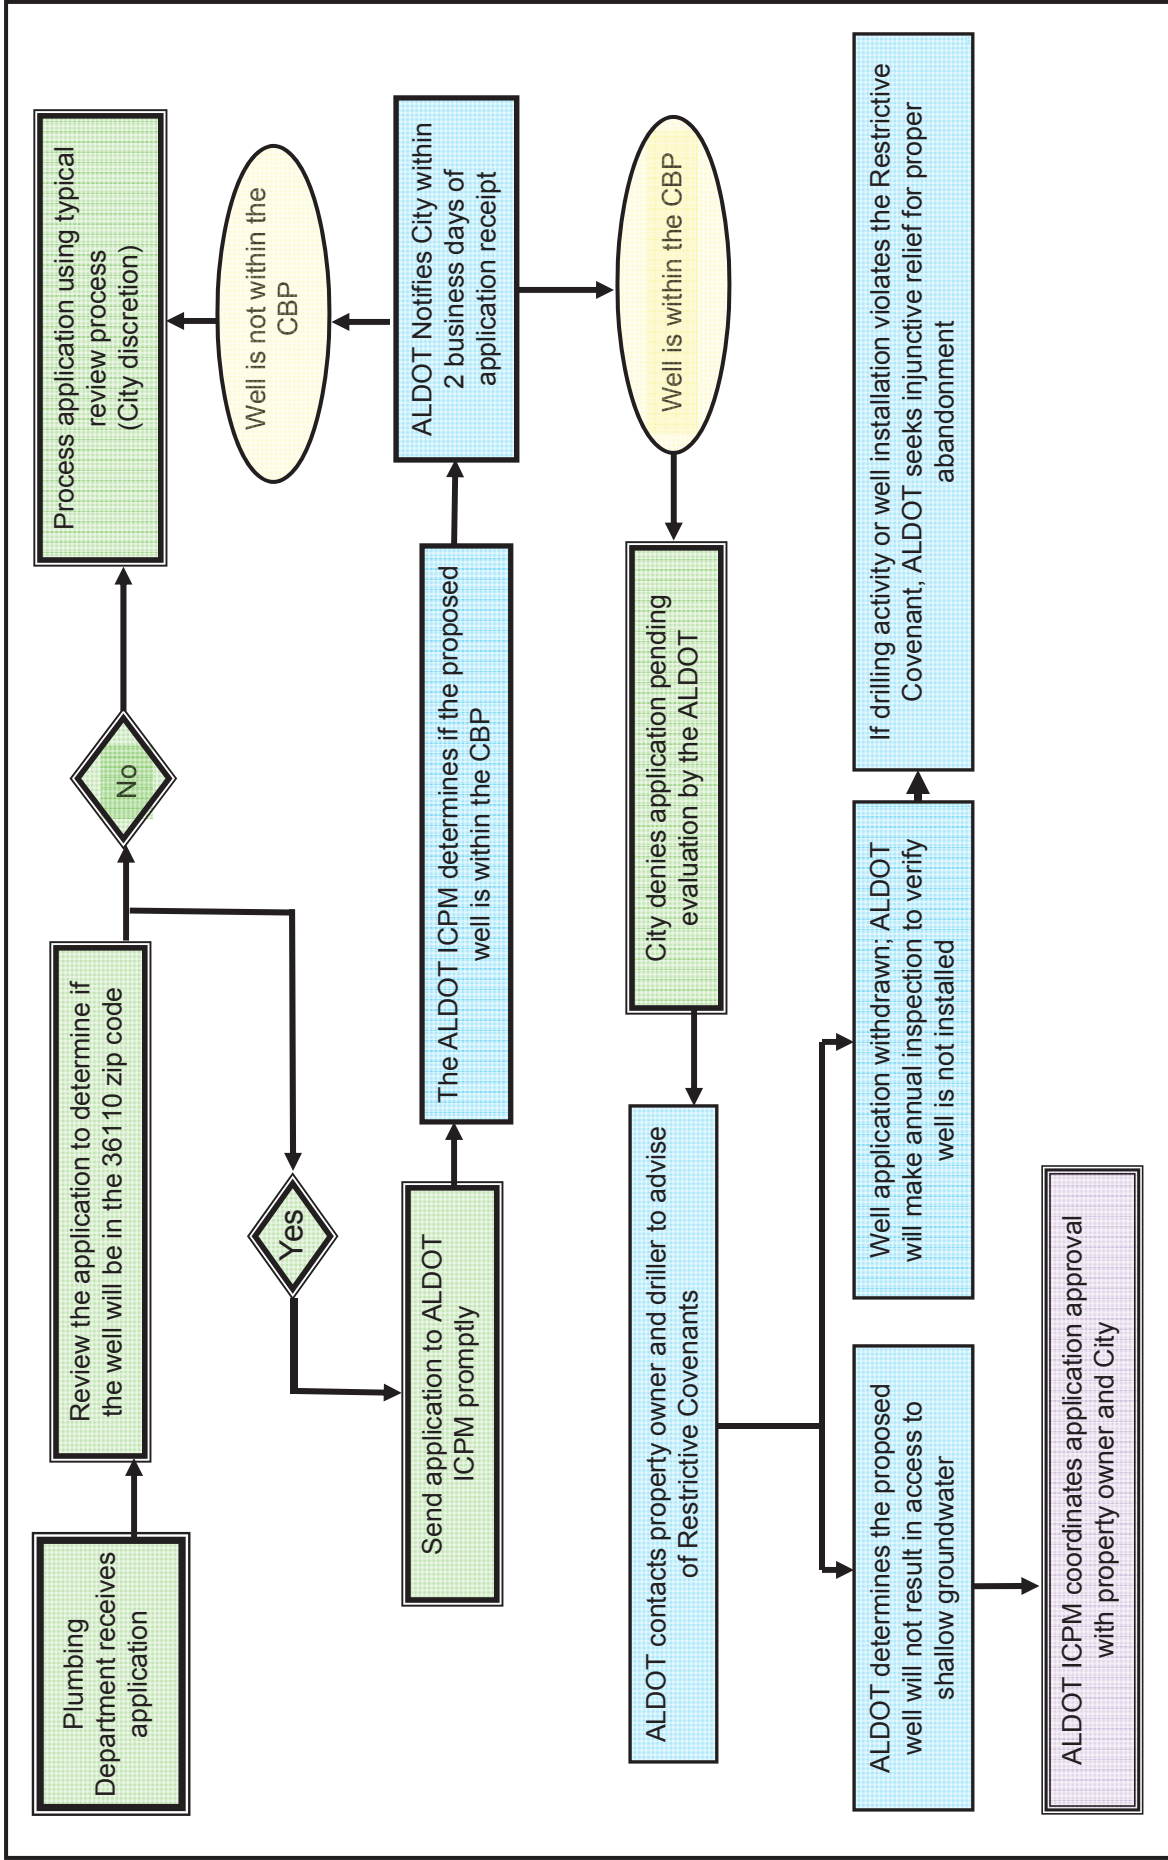 Plumbing
Department receives
application
Review the application to determine if
the well will be in the 36110 zip code
No
Process application using typical
review process
(City discretion)
Yes
Send application to ALDOT
ICPM promptly
The ALDOT ICPM determines if the proposed
well is within the CBP
ALDOT Notifies City within
2 business days of
application receipt
Well is not within the
CBP
Well is within the CBP
City denies application pending
evaluation by the ALDOT
ALDOT contacts property owner and driller to advise
of Restrictive Covenants
ALDOT determines the proposed
well will not result in access to
shallow groundwater
Well application withdrawn; ALDOT
will make annual inspection to verify
well is not installed
If drilling activity or well installation violates the Restrictive
Covenant, ALDOT seeks injunctive relief for proper
abandonment
ALDOT ICPM coordinates application approval
with property owner and City